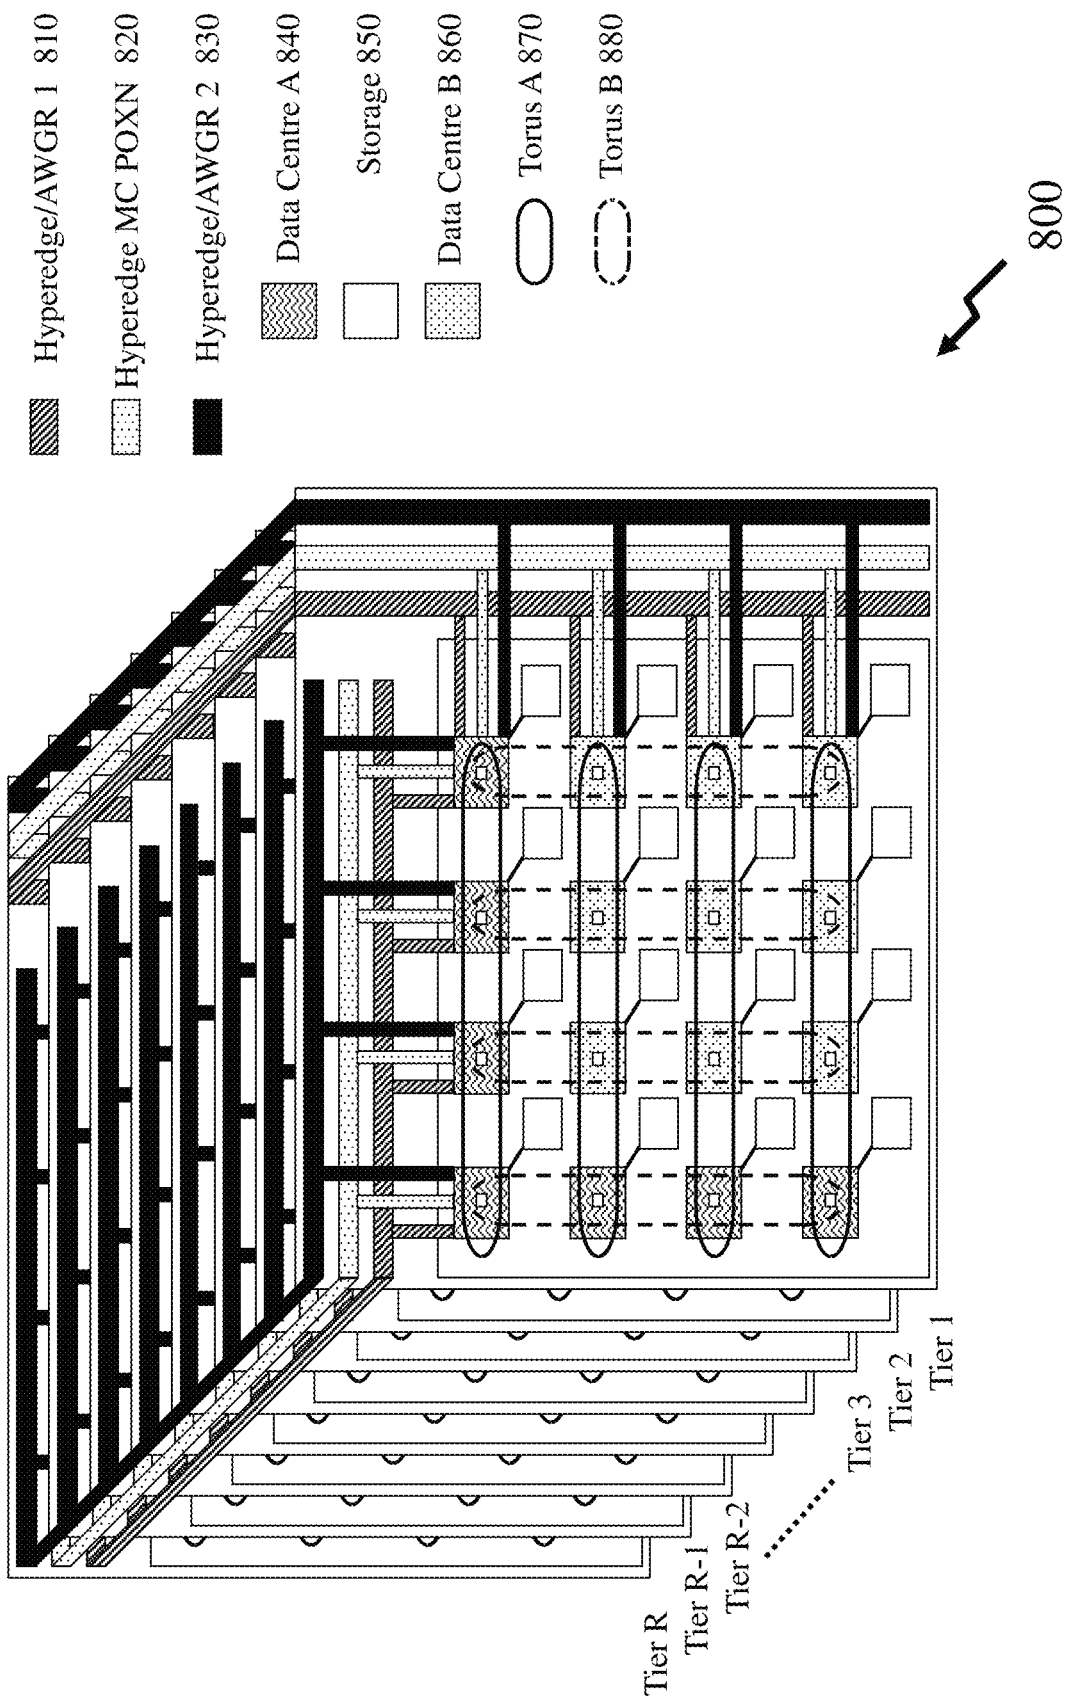 Hyperedge/AWGR 1 810
Hyperedge MC POXN 820
Hyperedge/AWGR 2 830
Data Centre A 840
Storage 850
Data Centre B 860
Torus A 870
Torus B 880
800
Tier R
Tier R-1
Tier R-2
Tier 3
Tier 2
Tier 1